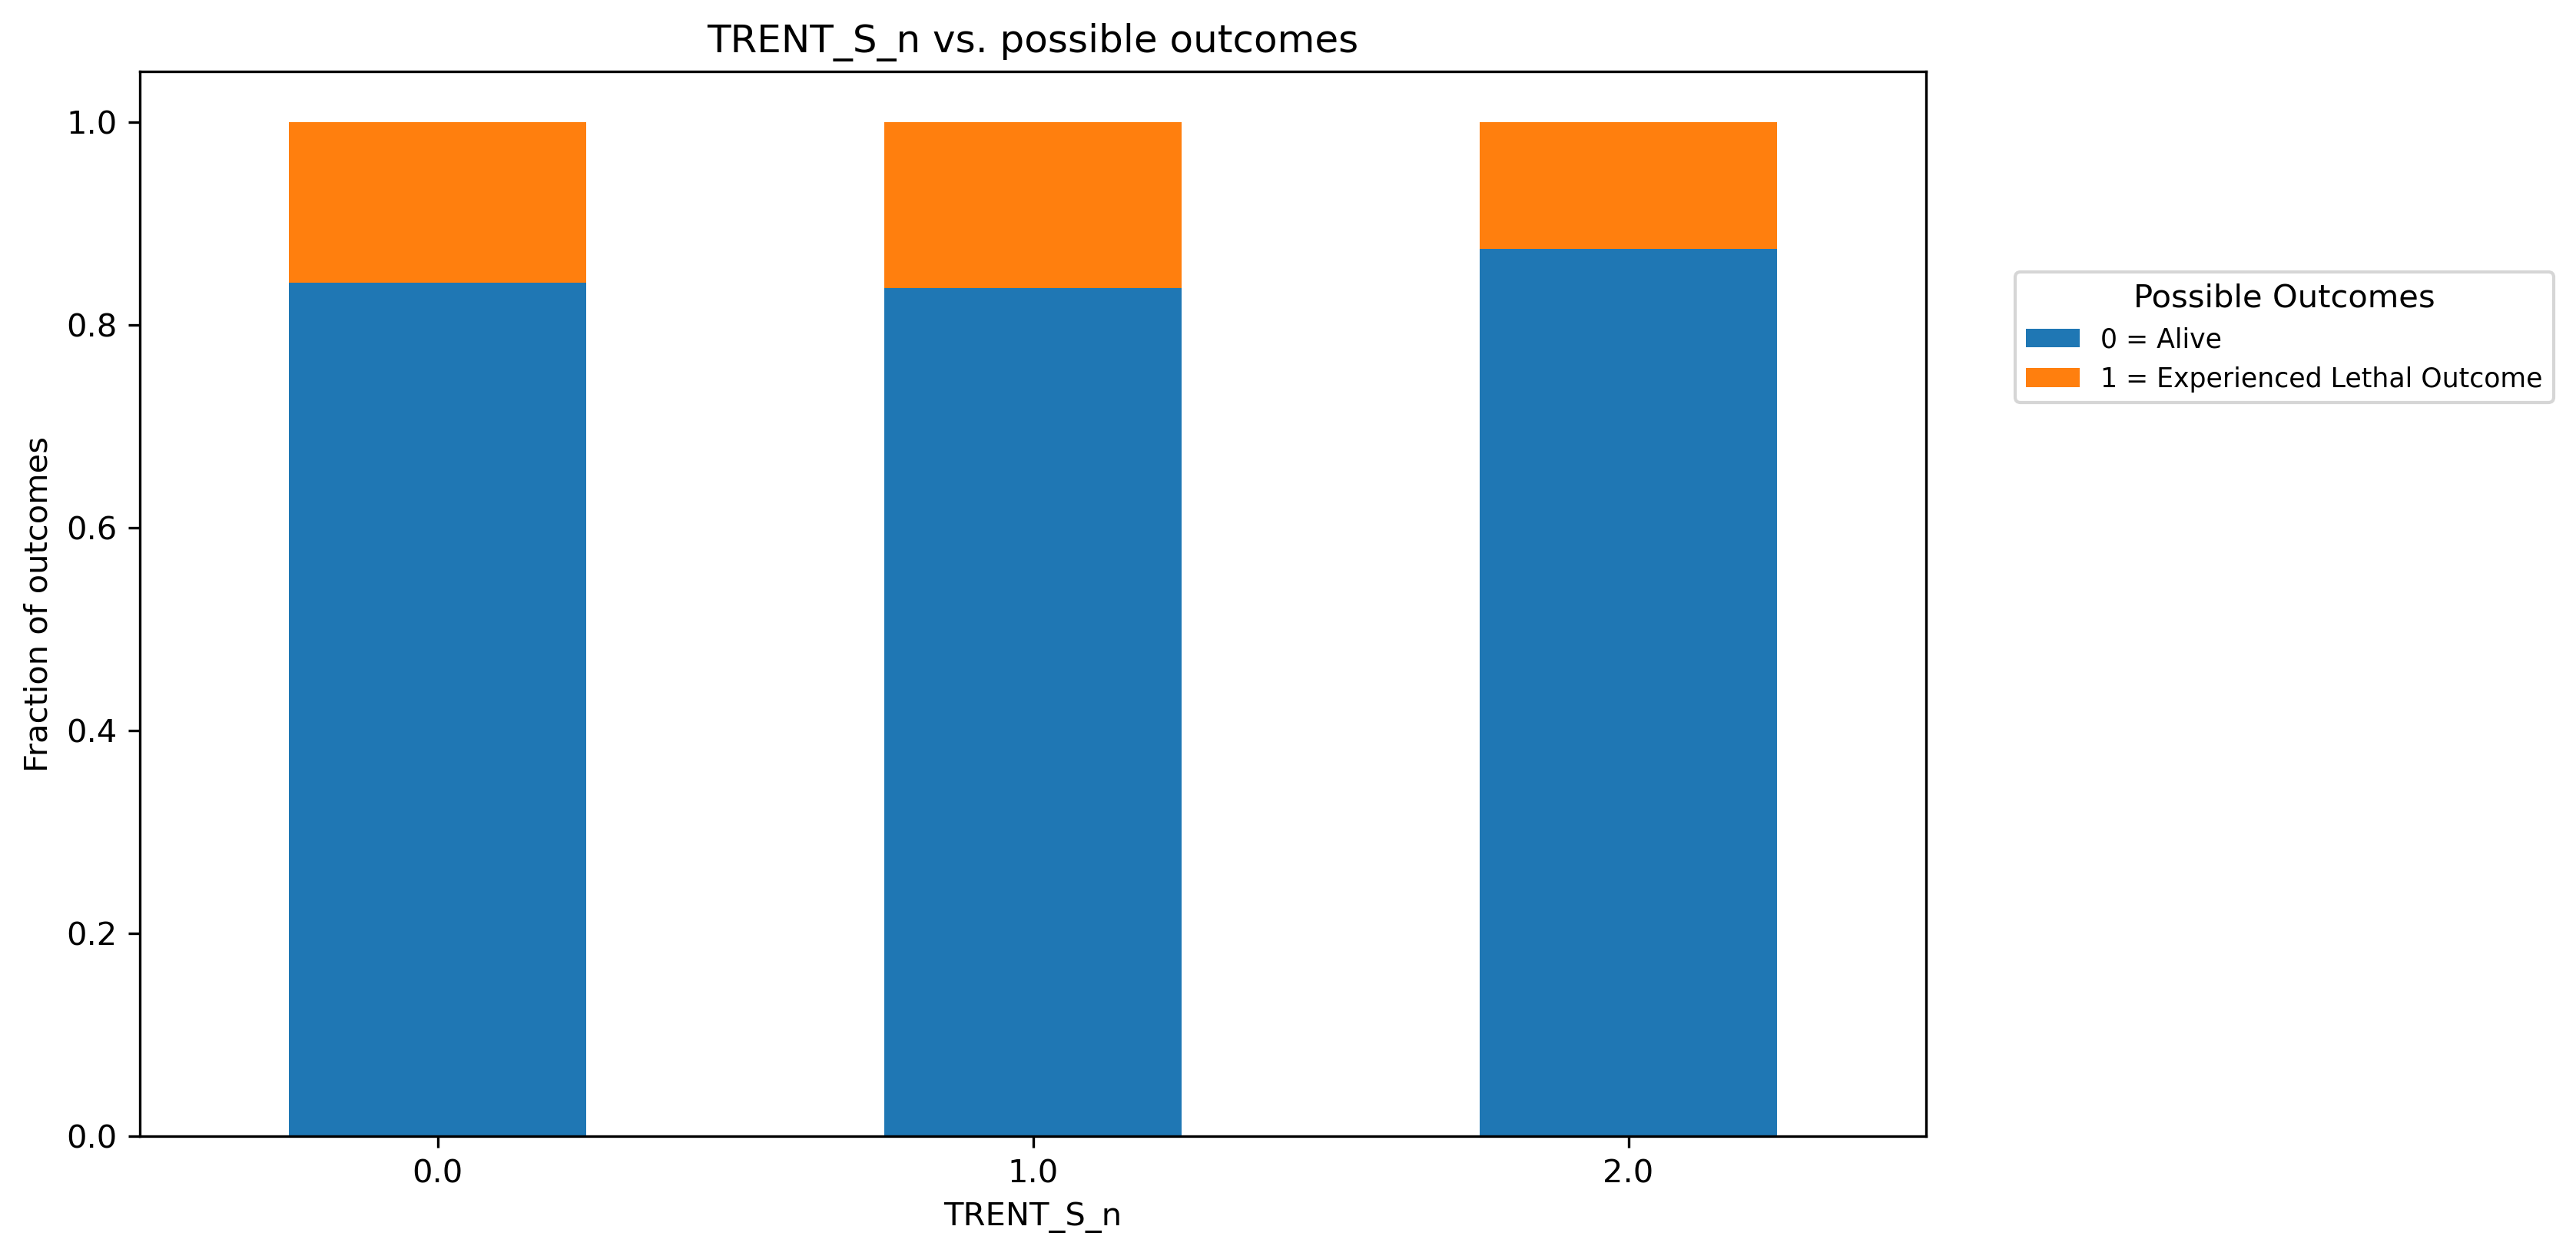 TRENT_S_n vs. possible outcomes
1.0
0.8
0.6
0.4
0.2
0.0
Fraction of outcomes
0.0 1.0 2.0
TRENT_S_n
Possible Outcomes
0 = Alive
1 = Experienced Lethal Outcome